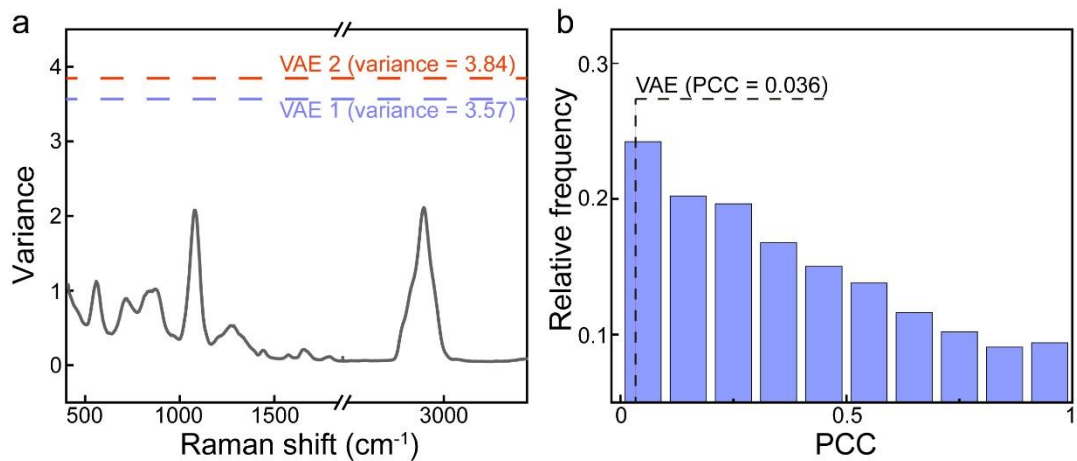 a
4
3
2
1
0
Variance
VAE 2 (variance = 3.84)
VAE 1 (variance = 3.57)
500
1000
1500
3000
Raman shift (cm⁻¹)
b
0.3
0.2
0.1
Relative frequency
VAE (PCC = 0.036)
0
0.5
1
PCC